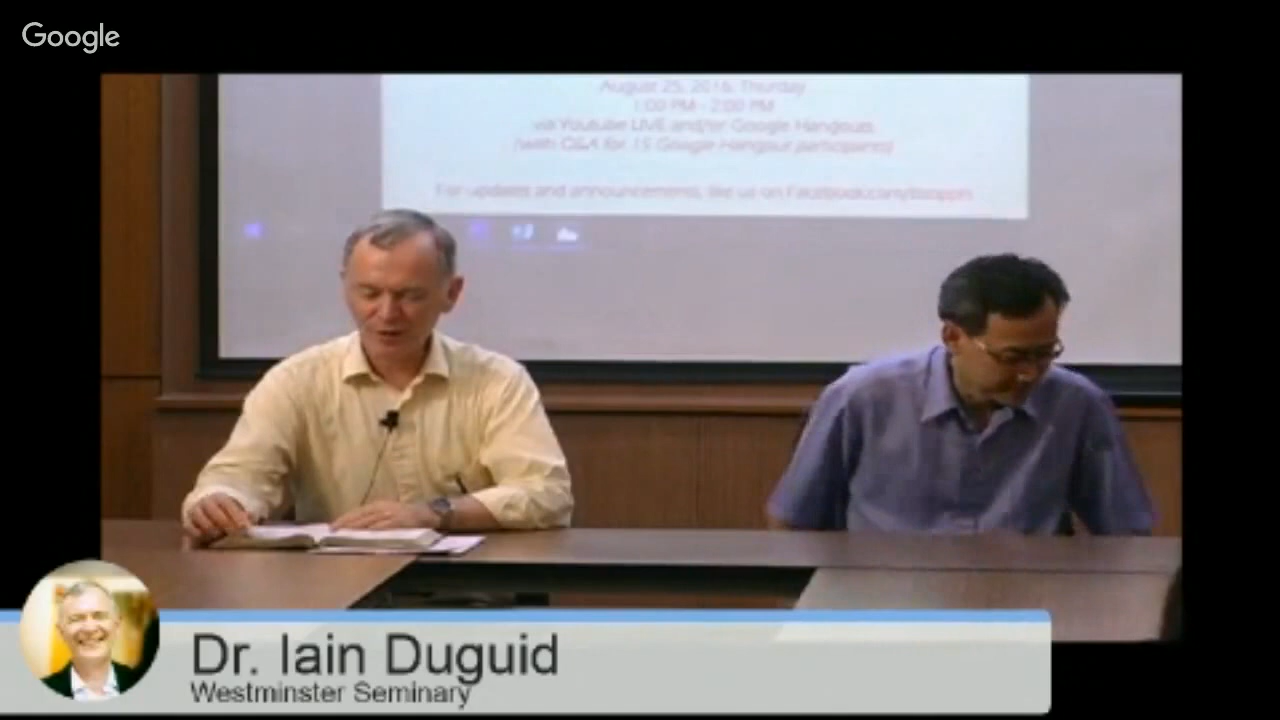 Google
August 25, 2016, Thursday
1:00 PM - 2:00 PM
via Youtube LIVE and/or Google Hangouts
(with Q&A for 15 Google Hangout participants)
For updates and announcements, like us on
Dr. Iain Duguid
Westminster Seminary